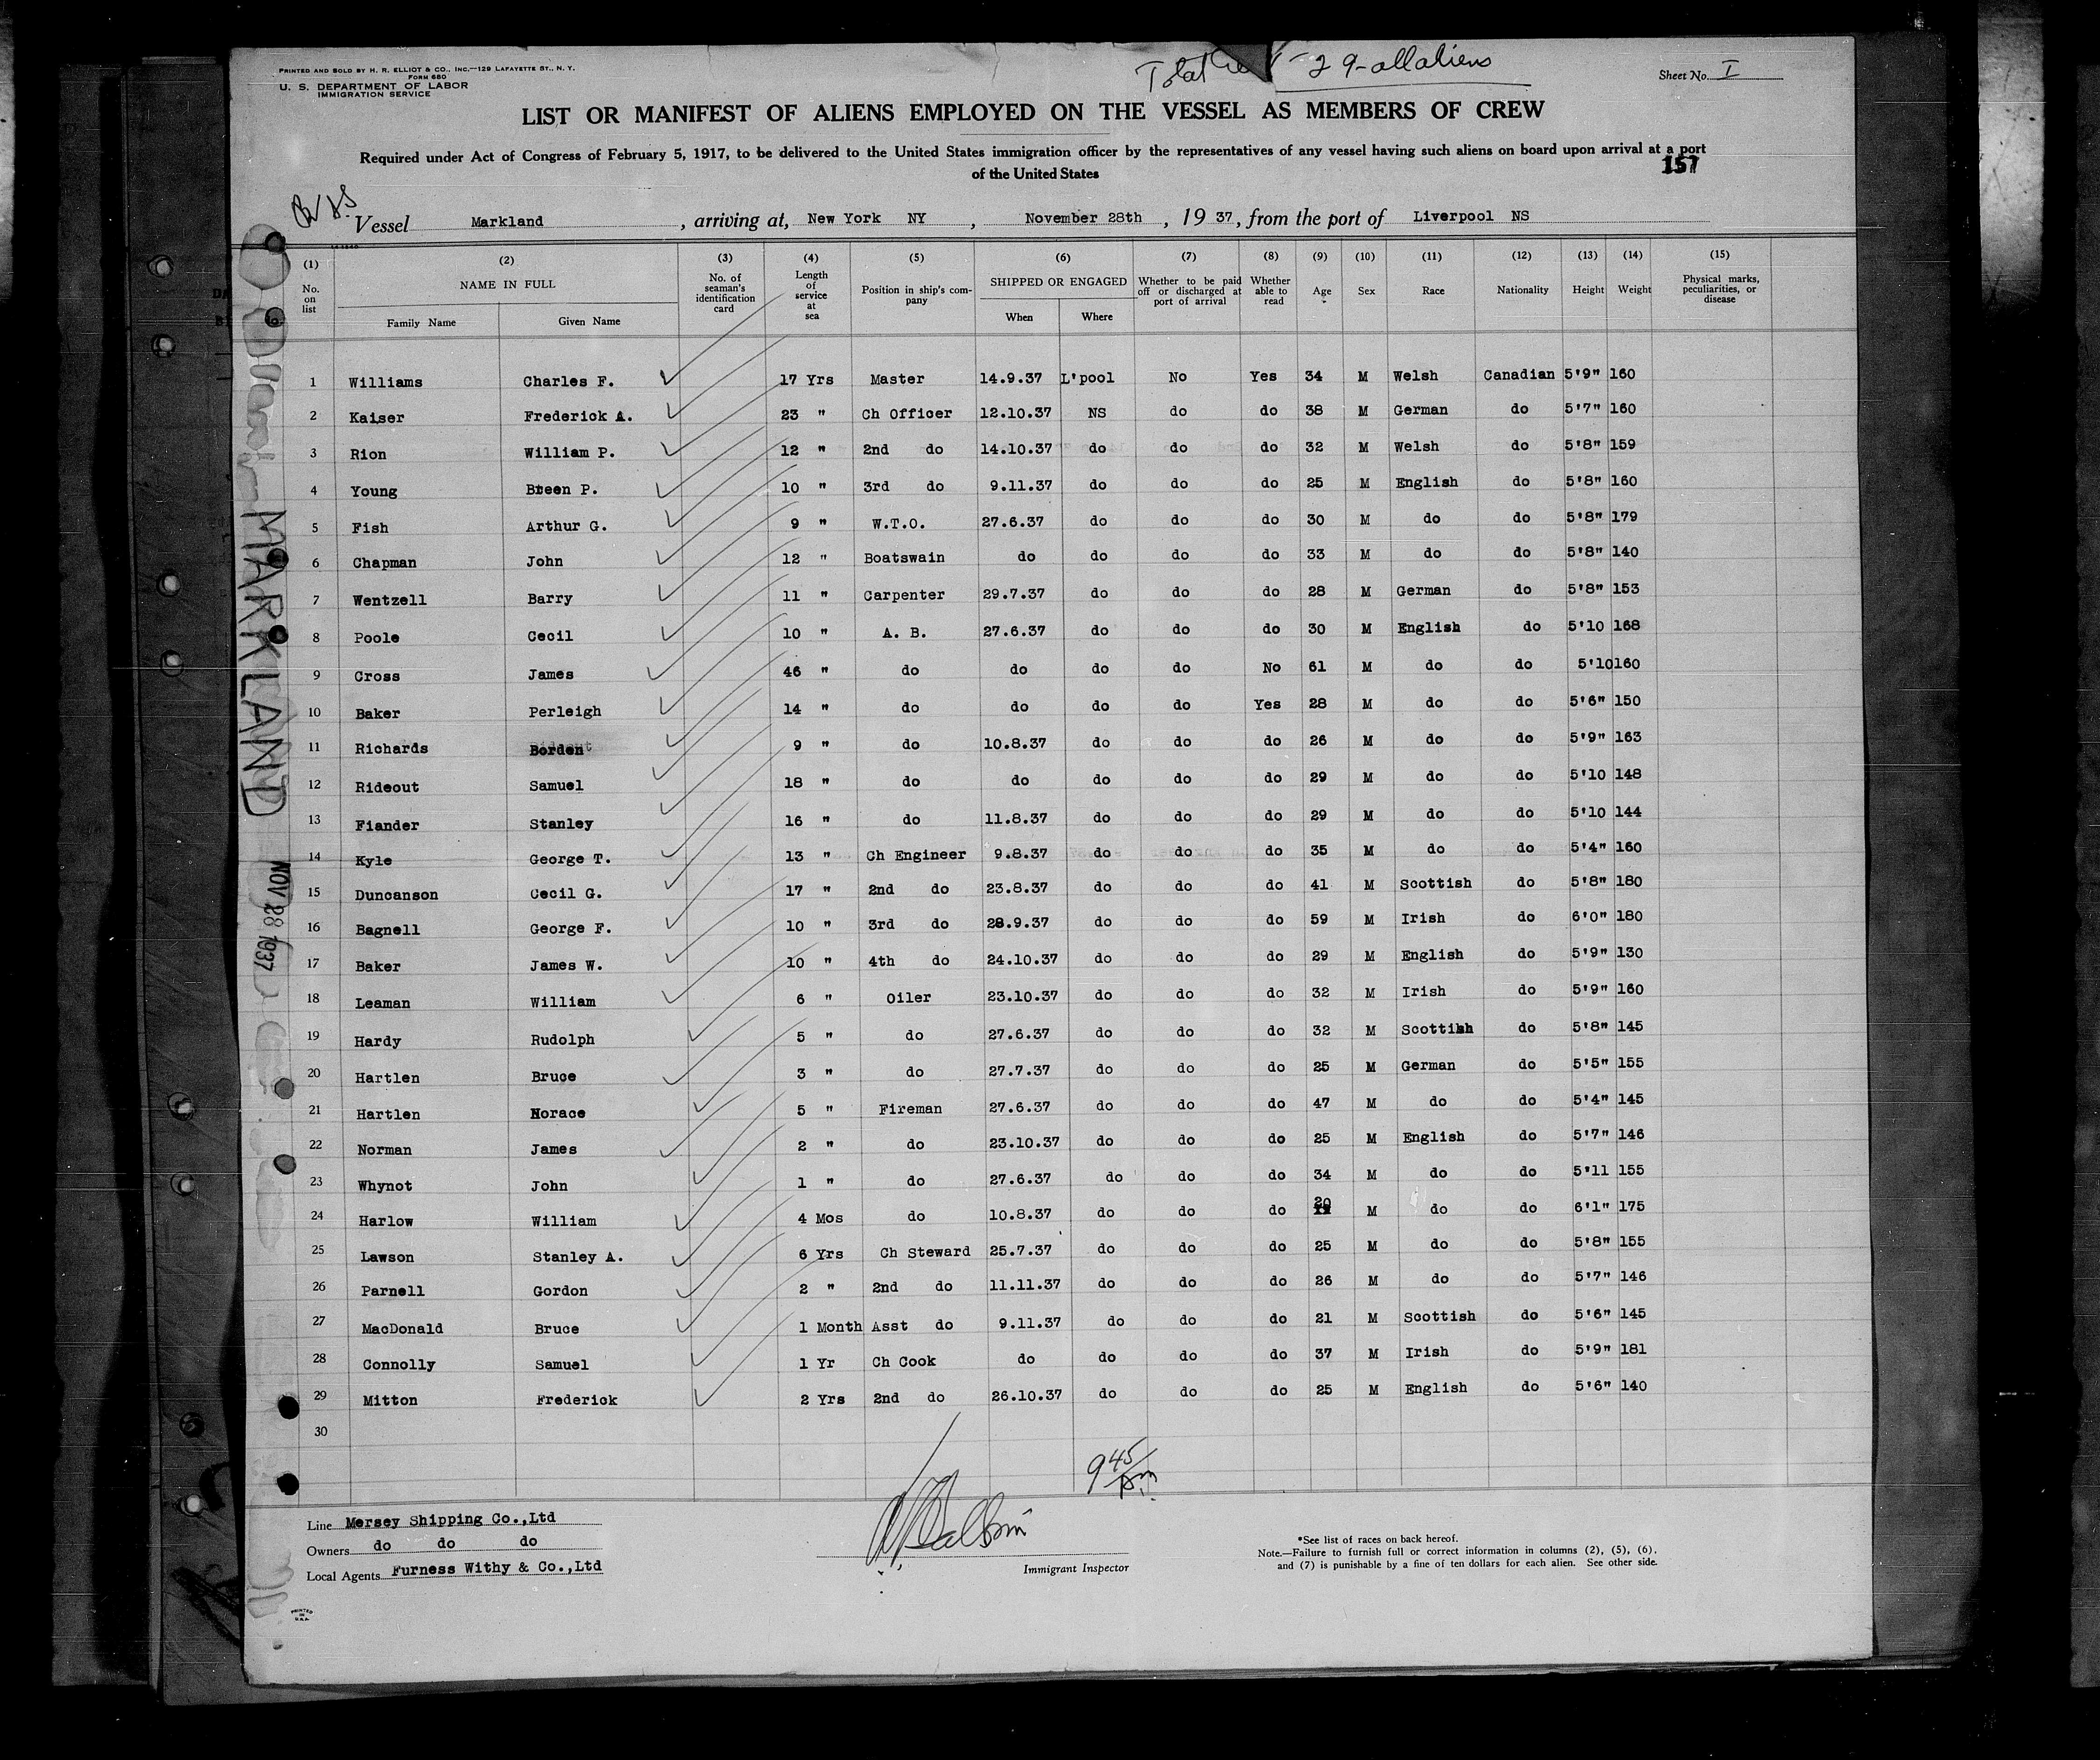 Total Crew - 29 - all aliens
PRINTED AND SOLD BY H. R. ELLIOT & CO., INC.—129 LAFAYETTE ST., N. Y.
FORM 680
U. S. DEPARTMENT OF LABOR
IMMIGRATION SERVICE
Sheet No. I
LIST OR MANIFEST OF ALIENS EMPLOYED ON THE VESSEL AS MEMBERS OF CREW
Required under Act of Congress of February 5, 1917, to be delivered to the United States immigration officer by the representatives of any vessel having such aliens on board upon arrival at a port
of the United States
157
Vessel Markland, arriving at, New York NY, November 28th, 1937, from the port of Liverpool NS
(1) No. on list (2) NAME IN FULL Family Name Given Name (3) No. of seaman's identification card (4) Length of service at sea (5) Position in ship's company (6) SHIPPED OR ENGAGED When Where (7) Whether to be paid off or discharged at port of arrival (8) Whether able to read (9) Age (10) Sex (11) Race (12) Nationality (13) Height (14) Weight (15) Physical marks, peculiarities, or disease
1 Williams Charles F. 17 Yrs Master 14.9.37 L'pool No Yes 34 M Welsh Canadian 5'9" 160
2 Kaiser Frederick A. 23 " Ch Officer 12.10.37 NS do do 38 M German do 5'7" 160
3 Rion William P. 12 " 2nd do 14.10.37 do do do 32 M Welsh do 5'8" 159
4 Young Breen P. 10 " 3rd do 9.11.37 do do do 25 M English do 5'8" 160
5 Fish Arthur G. 9 " W.T.O. 27.6.37 do do do 30 M do do 5'8" 179
6 Chapman John 12 " Boatswain do do do do 33 M do do 5'8" 140
7 Wentzell Barry 11 " Carpenter 29.7.37 do do do 28 M German do 5'8" 153
8 Poole Cecil 10 " A. B. 27.6.37 do do do 30 M English do 5'10 168
9 Cross James 46 " do do do do No 61 M do do 5'10 160
10 Baker Perleigh 14 " do do do do Yes 28 M do do 5'6" 150
11 Richards Borden 9 " do 10.8.37 do do do 26 M do do 5'9" 163
12 Rideout Samuel 18 " do do do do do 29 M do do 5'10 148
13 Fiander Stanley 16 " do 11.8.37 do do do 29 M do do 5'10 144
14 Kyle George T. 13 " Ch Engineer 9.8.37 do do do 35 M do do 5'4" 160
15 Duncanson Cecil G. 17 " 2nd do 23.8.37 do do do 41 M Scottish do 5'8" 180
16 Bagnell George F. 10 " 3rd do 28.9.37 do do do 59 M Irish do 6'0" 180
17 Baker James W. 10 " 4th do 24.10.37 do do do 29 M English do 5'9" 130
18 Leaman William 6 " Oiler 23.10.37 do do do 32 M Irish do 5'9" 160
19 Hardy Rudolph 5 " do 27.6.37 do do do 32 M Scottish do 5'8" 145
20 Hartlen Bruce 3 " do 27.7.37 do do do 25 M German do 5'5" 155
21 Hartlen Horace 5 " Fireman 27.6.37 do do do 47 M do do 5'4" 145
22 Norman James 2 " do 23.10.37 do do do 25 M English do 5'7" 146
23 Whynot John 1 " do 27.6.37 do do do 34 M do do 5'11 155
24 Harlow William 4 Mos do 10.8.37 do do do 20 M do do 6'1" 175
25 Lawson Stanley A. 6 Yrs Ch Steward 25.7.37 do do do 25 M do do 5'8" 155
26 Parnell Gordon 2 " 2nd do 11.11.37 do do do 26 M do do 5'7" 146
27 MacDonald Bruce 1 Month Asst do 9.11.37 do do do 21 M Scottish do 5'6" 145
28 Connolly Samuel 1 Yr Ch Cook do do do do 37 M Irish do 5'9" 181
29 Mitton Frederick 2 Yrs 2nd do 26.10.37 do do do 25 M English do 5'6" 140
30
9 45 pm
Line Mersey Shipping Co.,Ltd
Owners do do do
Local Agents Furness Withy & Co.,Ltd
Immigrant Inspector
*See list of races on back hereof.
Note.—Failure to furnish full or correct information in columns (2), (5), (6),
and (7) is punishable by a fine of ten dollars for each alien. See other side.
PRINTED IN U.S.A.
MARKLAND
NOV 28 1937